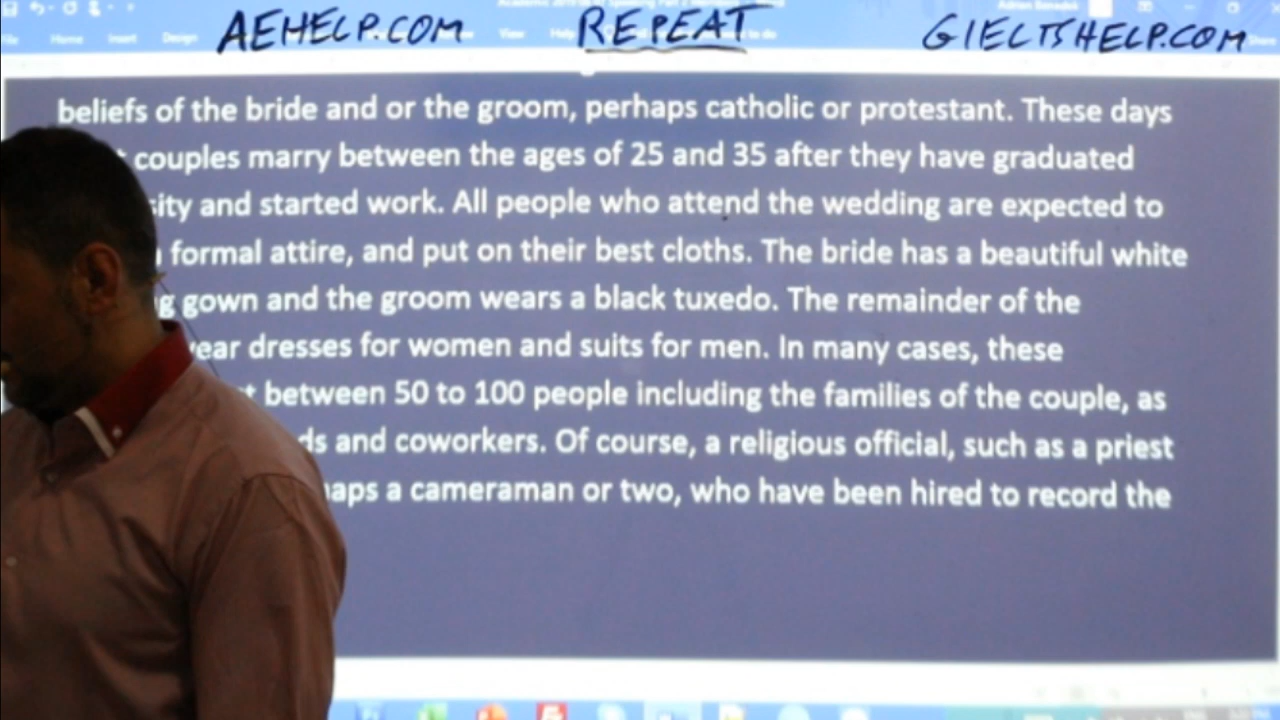 AEHELP.COM REPEAT GIELTSHELP.COM
Home Insert Design View Help
beliefs of the bride and or the groom, perhaps catholic or protestant. These days
couples marry between the ages of 25 and 35 after they have graduated
and started work. All people who attend the wedding are expected to
formal attire, and put on their best cloths. The bride has a beautiful white
gown and the groom wears a black tuxedo. The remainder of the
dresses for women and suits for men. In many cases, these
between 50 to 100 people including the families of the couple, as
and coworkers. Of course, a religious official, such as a priest
a cameraman or two, who have been hired to record the